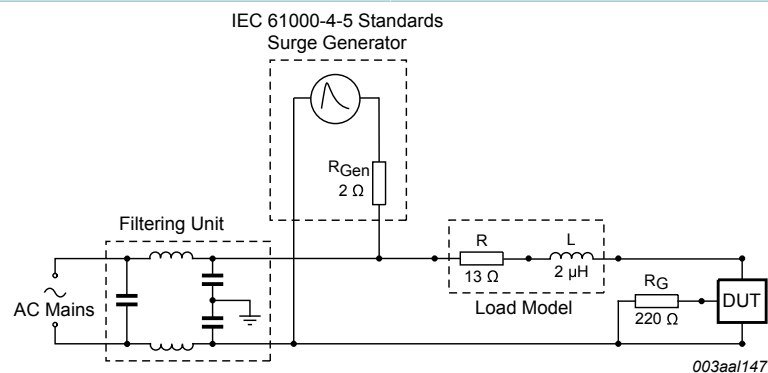 IEC 61000-4-5 Standards
Surge Generator
RGen
2 Ω
Filtering Unit
AC Mains
R
13 Ω
L
2 μH
Load Model
RG
220 Ω
DUT
003aal147